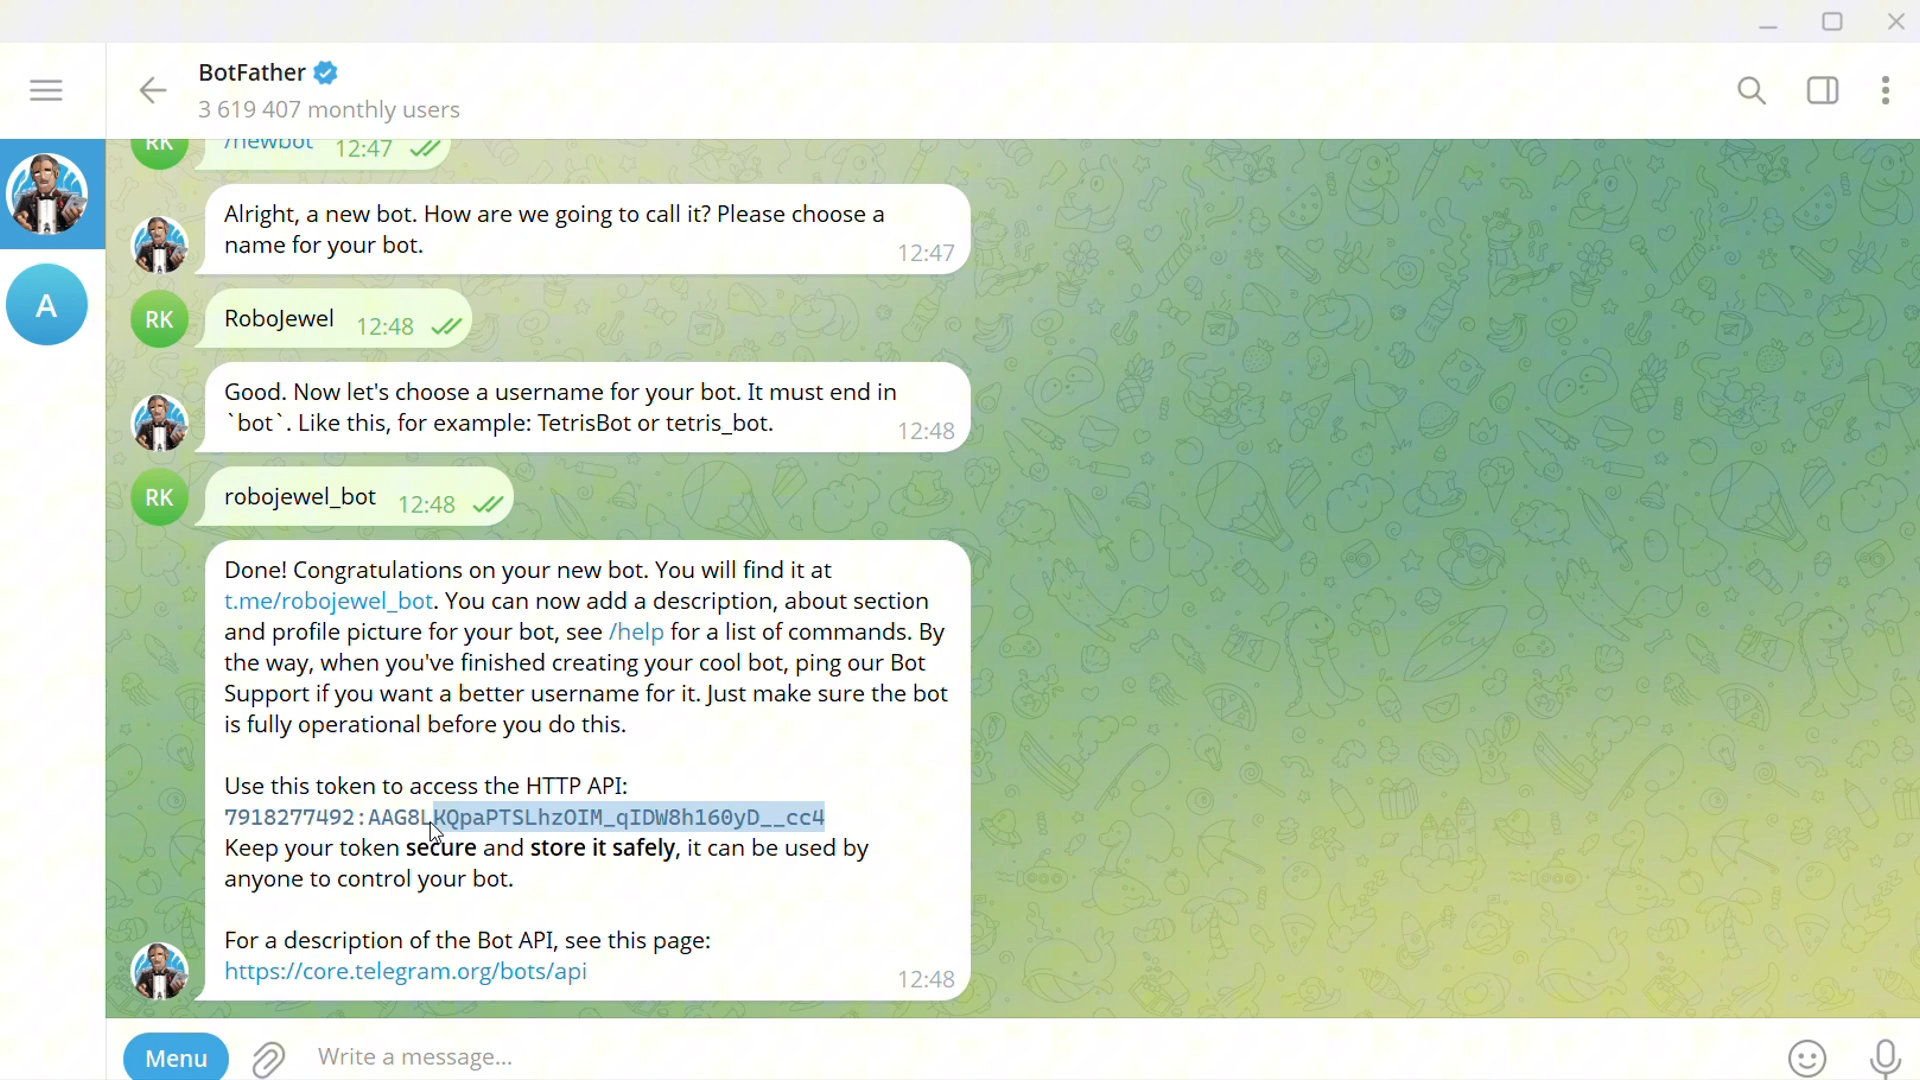 BotFather
3 619 407 monthly users
RK
/newbot 12:47
Alright, a new bot. How are we going to call it? Please choose a
name for your bot.
12:47
RK
RoboJewel 12:48
A
Good. Now let's choose a username for your bot. It must end in
`bot`. Like this, for example: TetrisBot or tetris_bot.
12:48
RK
robojewel_bot 12:48
Done! Congratulations on your new bot. You will find it at
t.me/robojewel_bot. You can now add a description, about section
and profile picture for your bot, see /help for a list of commands. By
the way, when you've finished creating your cool bot, ping our Bot
Support if you want a better username for it. Just make sure the bot
is fully operational before you do this.
Use this token to access the HTTP API:
7918277492:AAG8LKQpaPTSLhzOIM_qIDW8h160yD__cc4
Keep your token secure and store it safely, it can be used by
anyone to control your bot.
For a description of the Bot API, see this page:
https://core.telegram.org/bots/api
12:48
Menu
Write a message...